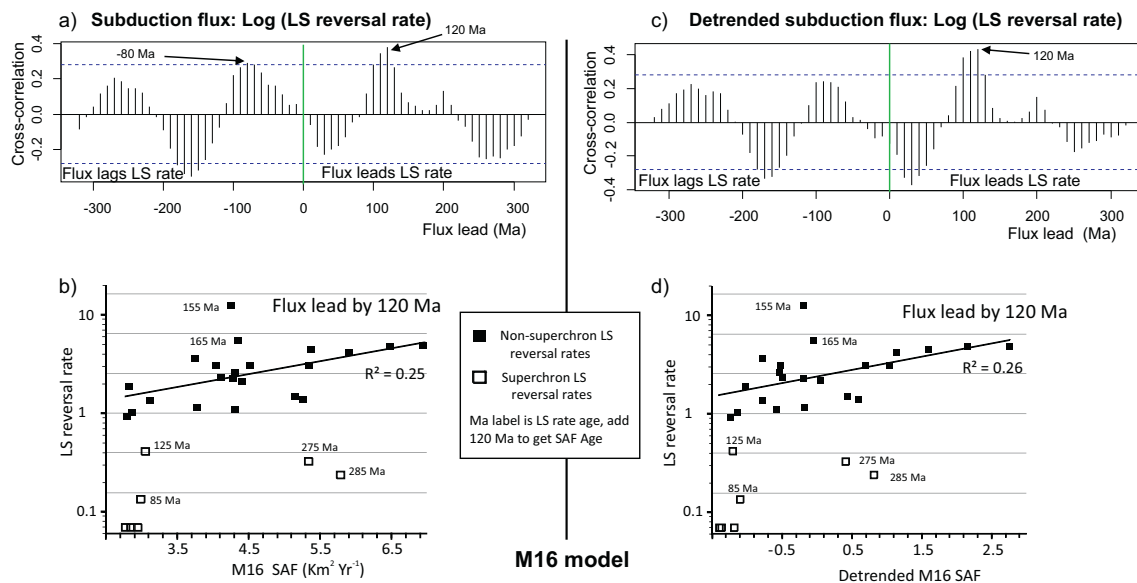 a)
Subduction flux: Log (LS reversal rate)
120 Ma
-80 Ma
Cross-correlation
0.4
0.2
0.0
-0.2
Flux lags LS rate
Flux leads LS rate
-300
-200
-100
0
100
200
300
Flux lead (Ma)
c)
Detrended subduction flux: Log (LS reversal rate)
120 Ma
Cross-correlation
0.4
0.2
0.0
-0.2
-0.4
Flux lags LS rate
Flux leads LS rate
-300
-200
-100
0
100
200
300
Flux lead (Ma)
b)
Flux lead by 120 Ma
155 Ma
165 Ma
R² = 0.25
125 Ma
275 Ma
285 Ma
85 Ma
LS reversal rate
10
1
0.1
3.5
4.5
5.5
6.5
M16 SAF (Km² Yr⁻¹)
Non-superchron LS
reversal rates
Superchron LS
reversal rates
Ma label is LS rate age, add
120 Ma to get SAF Age
M16 model
d)
Flux lead by 120 Ma
155 Ma
165 Ma
R² = 0.26
125 Ma
275 Ma
285 Ma
85 Ma
LS reversal rate
10
1
0.1
-0.5
0.6
1.5
2.6
Detrended M16 SAF